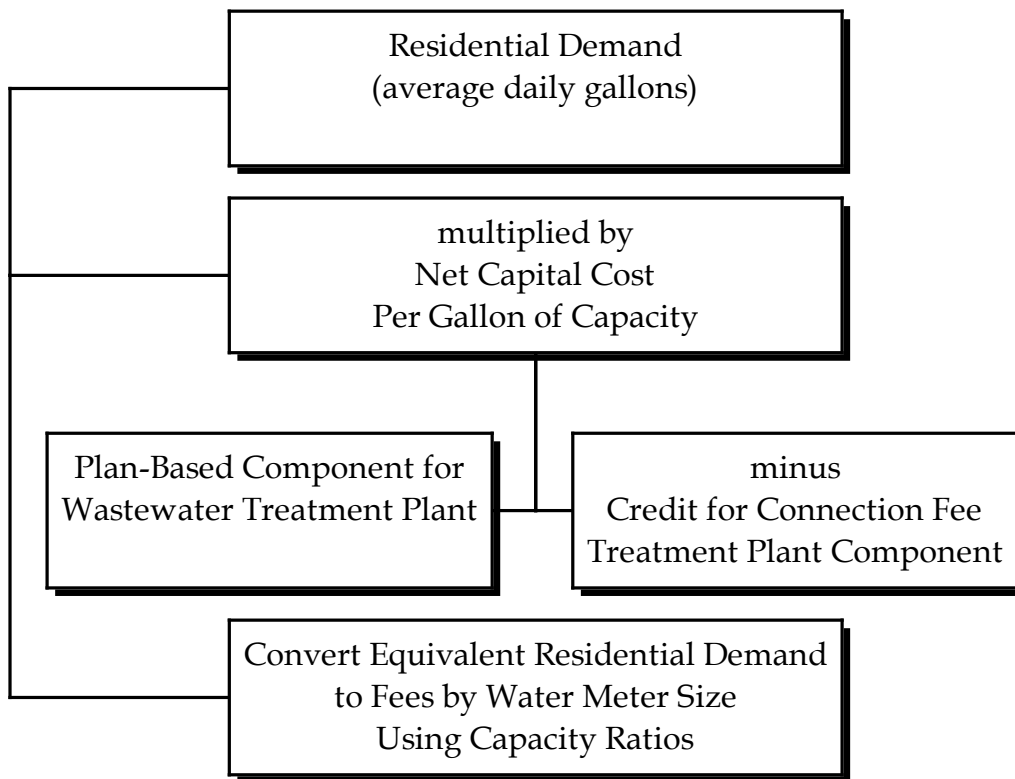 Residential Demand
(average daily gallons)
multiplied by
Net Capital Cost
Per Gallon of Capacity
Plan-Based Component for
Wastewater Treatment Plant
minus
Credit for Connection Fee
Treatment Plant Component
Convert Equivalent Residential Demand
to Fees by Water Meter Size
Using Capacity Ratios